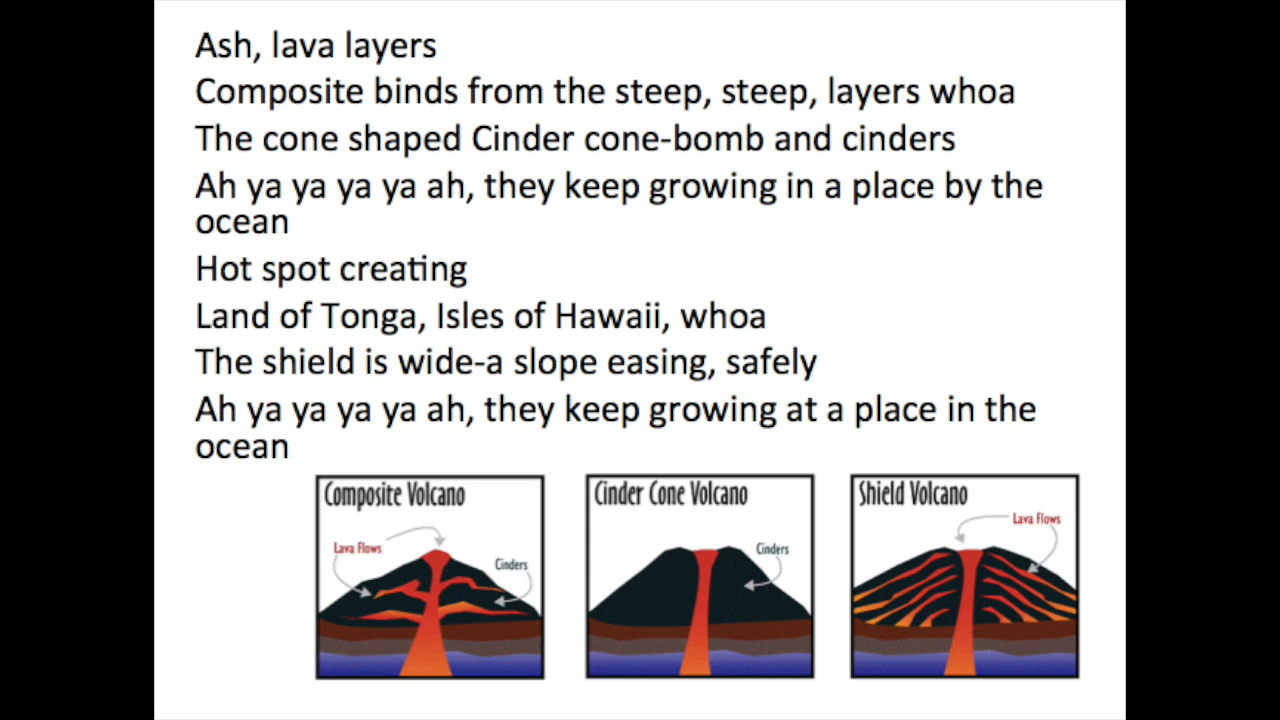 Ash, lava layers
Composite binds from the steep, steep, layers whoa
The cone shaped Cinder cone-bomb and cinders
Ah ya ya ya ya ah, they keep growing in a place by the
ocean
Hot spot creating
Land of Tonga, Isles of Hawaii, whoa
The shield is wide-a slope easing, safely
Ah ya ya ya ya ah, they keep growing at a place in the
ocean
Composite Volcano
Lava Flows
Cinders
Cinder Cone Volcano
Cinders
Shield Volcano
Lava Flows